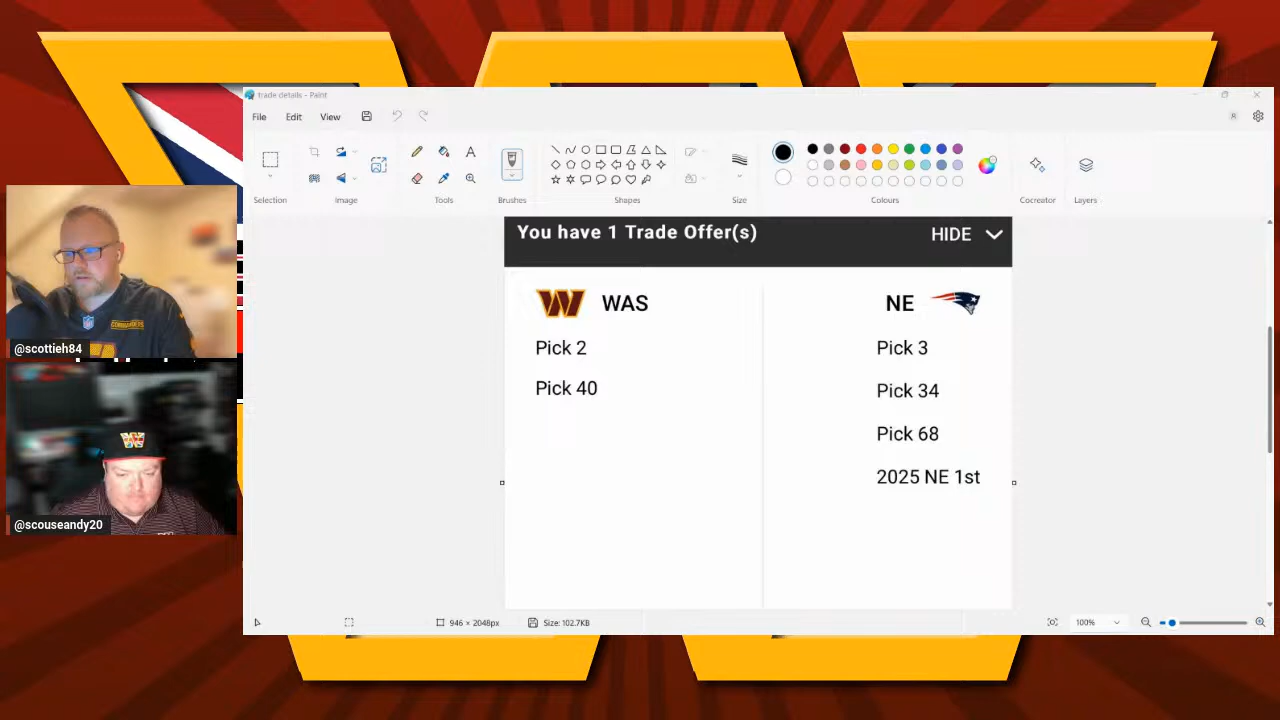 trade details - Paint
File Edit View
Selection Image Tools Brushes Shapes Size Colours Cocreator Layers
You have 1 Trade Offer(s)
HIDE
WAS
NE
Pick 2
Pick 3
Pick 40
Pick 34
Pick 68
2025 NE 1st
@scottieh84
COMMANDERS
@scouseandy20
946 × 2048px
Size: 102.7KB
100%